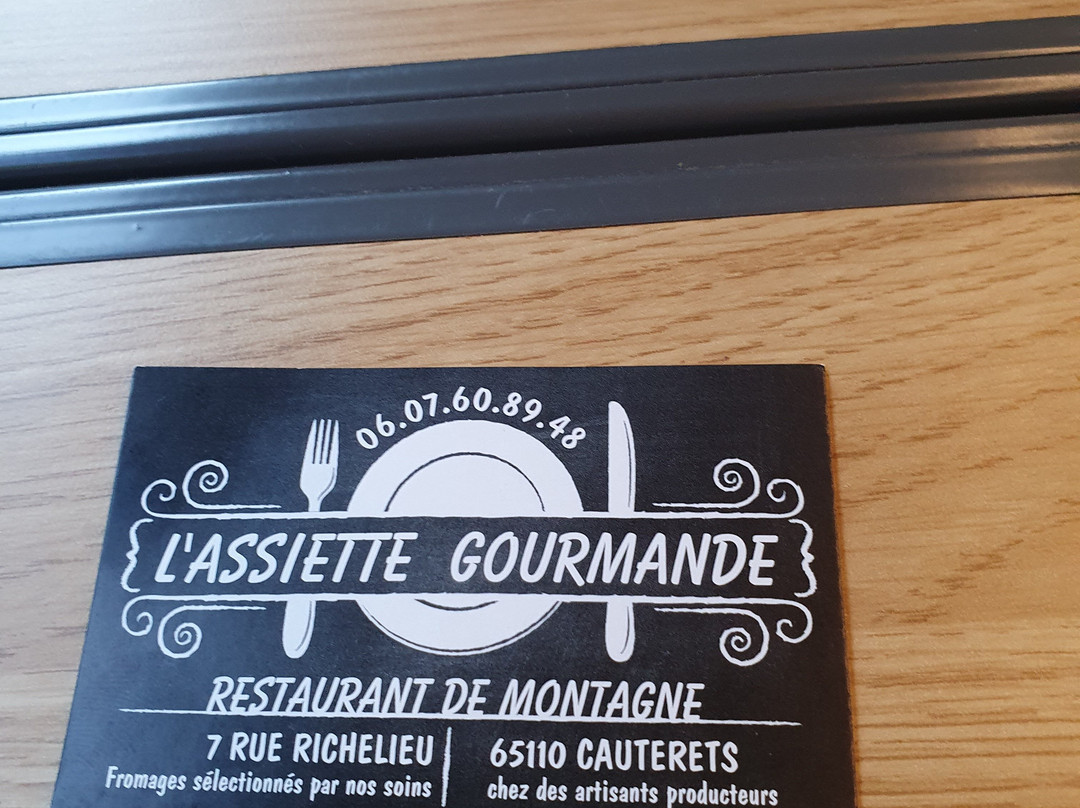 06.07.60.89.48
L'ASSIETTE GOURMANDE
RESTAURANT DE MONTAGNE
7 RUE RICHELIEU
65110 CAUTERETS
Fromages sélectionnés par nos soins
chez des artisants producteurs